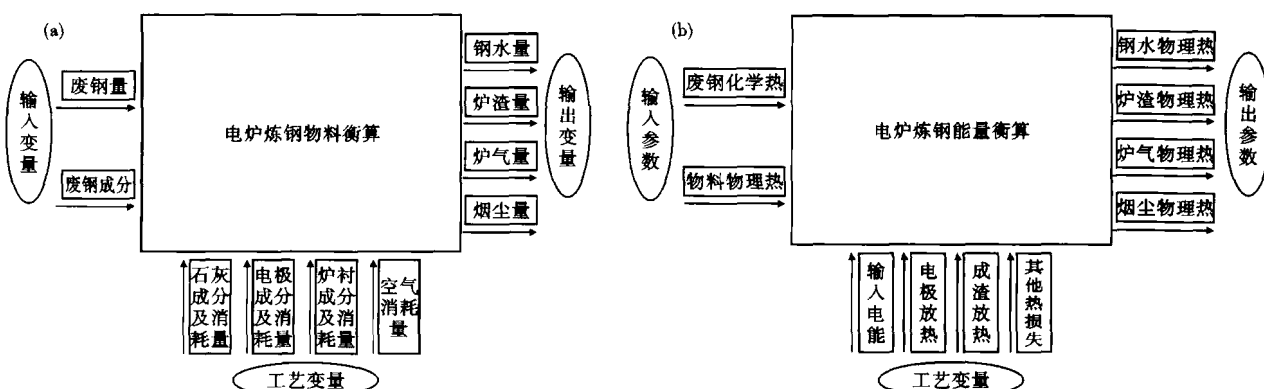 (a)
输入变量
废钢量
废钢成分
电炉炼钢物料衡算
钢水量
炉渣量
炉气量
烟尘量
输出变量
石灰
成分
及消
耗量
电极
成分
及消
耗量
炉衬
成分
及消
耗量
空气
消耗
量
工艺变量
(b)
输入参数
废钢化学热
物料物理热
电炉炼钢能量衡算
钢水物理热
炉渣物理热
炉气物理热
烟尘物理热
输出参数
输入电能
电极放热
成渣放热
其他热损失
工艺变量